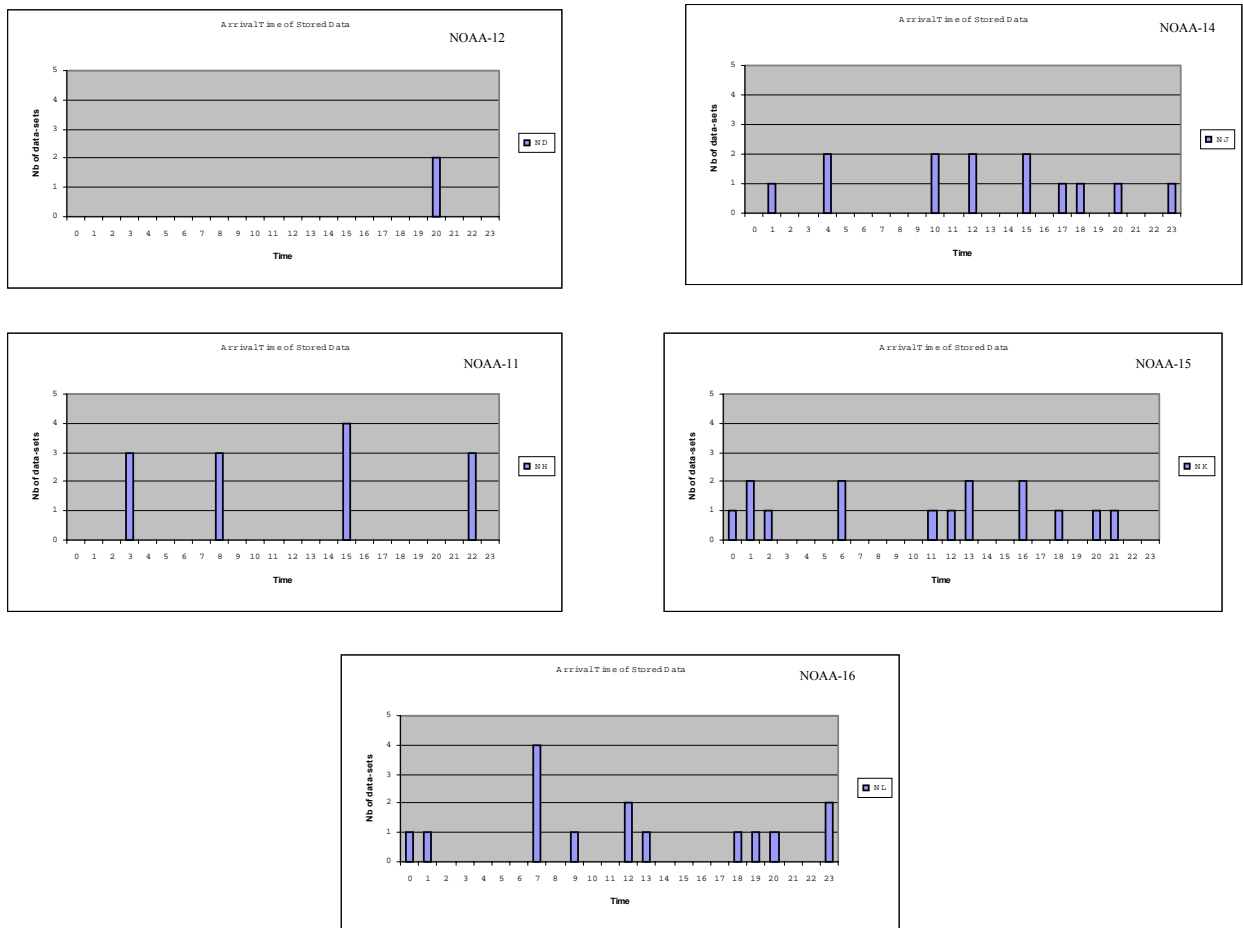 Arrival Time of Stored Data
NOAA-12
5
4
3
2
1
0
Nb of data-sets
0 1 2 3 4 5 6 7 8 9 10 11 12 13 14 15 16 17 18 19 20 21 22 23
Time
ND
Arrival Time of Stored Data
NOAA-14
5
4
3
2
1
0
Nb of data-sets
0 1 2 3 4 5 6 7 8 9 10 11 12 13 14 15 16 17 18 19 20 21 22 23
Time
NJ
Arrival Time of Stored Data
NOAA-11
5
4
3
2
1
0
Nb of data-sets
0 1 2 3 4 5 6 7 8 9 10 11 12 13 14 15 16 17 18 19 20 21 22 23
Time
NH
Arrival Time of Stored Data
NOAA-15
5
4
3
2
1
0
Nb of data-sets
0 1 2 3 4 5 6 7 8 9 10 11 12 13 14 15 16 17 18 19 20 21 22 23
Time
NK
Arrival Time of Stored Data
NOAA-16
5
4
3
2
1
0
Nb of data-sets
0 1 2 3 4 5 6 7 8 9 10 11 12 13 14 15 16 17 18 19 20 21 22 23
Time
NL